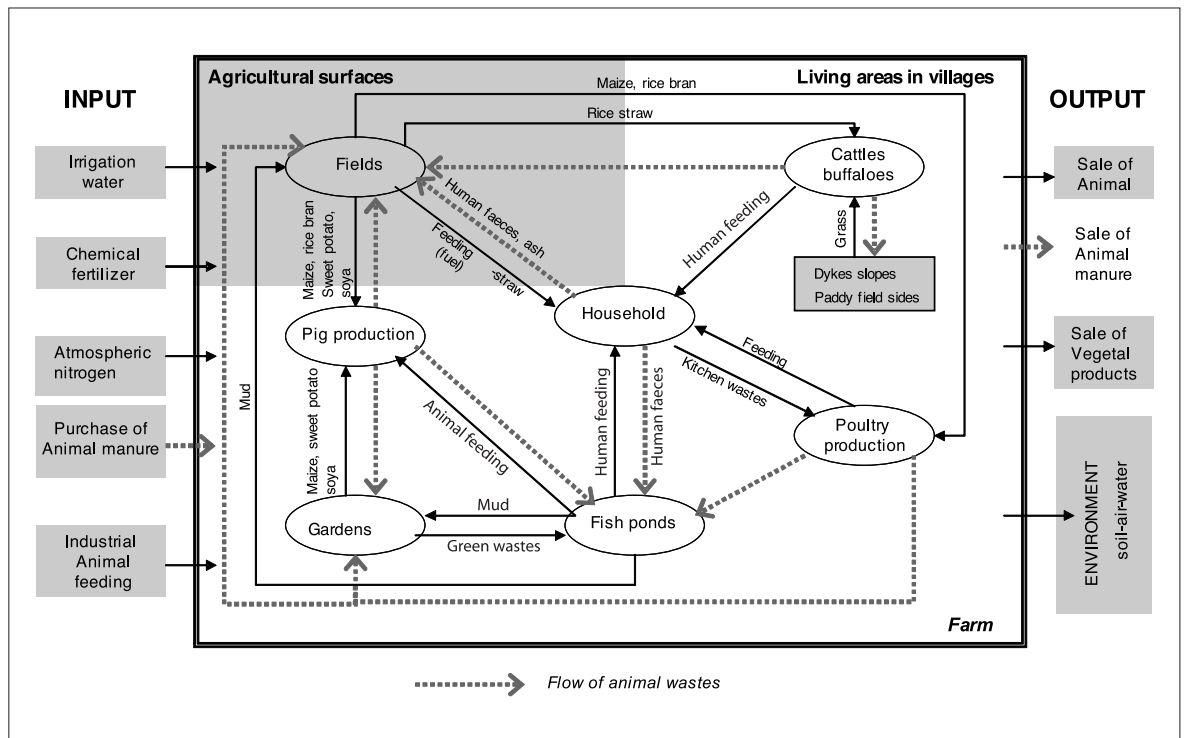 Agricultural surfaces
Living areas in villages
INPUT
OUTPUT
Maize, rice bran
Rice straw
Irrigation
water
Fields
Cattles
buffaloes
Sale of
Animal
Human faeces, ash
Feeding
(fuel)
-straw
Human feeding
Grass
Chemical
fertilizer
Maize, rice bran
Sweet potato,
soya
Dykes slopes
Paddy field sides
Sale of
Animal
manure
Household
Pig production
Atmospheric
nitrogen
Mud
Feeding
Kitchen wastes
Sale of
Vegetal
products
Purchase of
Animal manure
Maize, sweet potato
soya
Animal feeding
Human feeding
Human faeces
Poultry
production
Mud
Gardens
Fish ponds
Green wastes
Industrial
Animal
feeding
ENVIRONMENT
soil-air-water
Farm
Flow of animal wastes